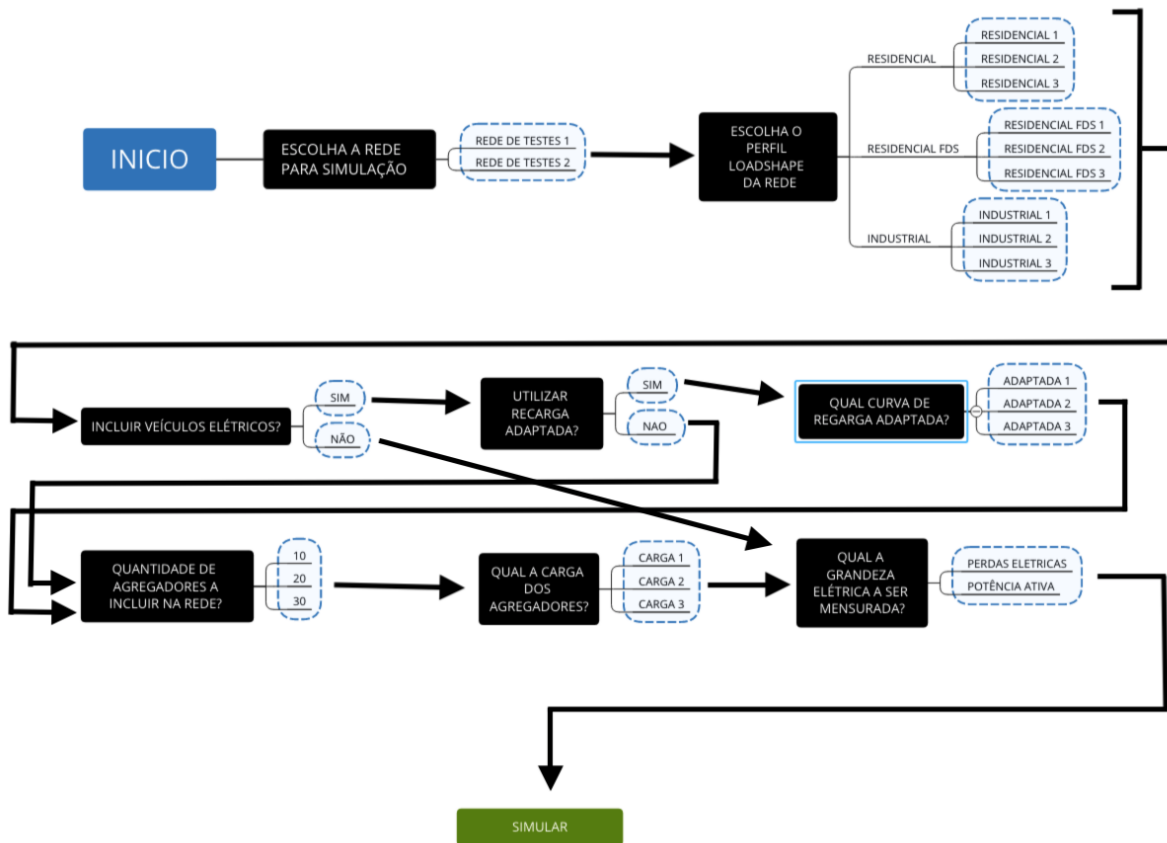 INICIO
ESCOLHA A REDE
PARA SIMULAÇÃO
REDE DE TESTES 1
REDE DE TESTES 2
ESCOLHA O
PERFIL
LOADSHAPE
DA REDE
RESIDENCIAL
RESIDENCIAL 1
RESIDENCIAL 2
RESIDENCIAL 3
RESIDENCIAL FDS
RESIDENCIAL FDS 1
RESIDENCIAL FDS 2
RESIDENCIAL FDS 3
INDUSTRIAL
INDUSTRIAL 1
INDUSTRIAL 2
INDUSTRIAL 3
INCLUIR VEÍCULOS ELÉTRICOS?
SIM
NÃO
UTILIZAR
RECARGA
ADAPTADA?
SIM
NAO
QUAL CURVA DE
REGARGA ADAPTADA?
ADAPTADA 1
ADAPTADA 2
ADAPTADA 3
QUANTIDADE DE
AGREGADORES A
INCLUIR NA REDE?
10
20
30
QUAL A CARGA
DOS
AGREGADORES?
CARGA 1
CARGA 2
CARGA 3
QUAL A
GRANDEZA
ELÉTRICA A SER
MENSURADA?
PERDAS ELETRICAS
POTÊNCIA ATIVA
SIMULAR